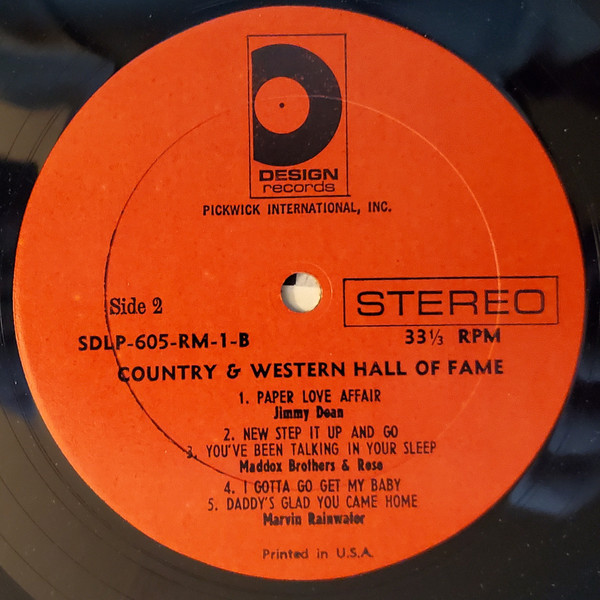 DESIGN
records
PICKWICK INTERNATIONAL, INC.
Side 2
STEREO
SDLP-605-RM-1-B
33⅓ RPM
COUNTRY & WESTERN HALL OF FAME
1. PAPER LOVE AFFAIR
Jimmy Dean
2. NEW STEP IT UP AND GO
3. YOU'VE BEEN TALKING IN YOUR SLEEP
Maddox Brothers & Rose
4. I GOTTA GO GET MY BABY
5. DADDY'S GLAD YOU CAME HOME
Marvin Rainwater
Printed in U.S.A.